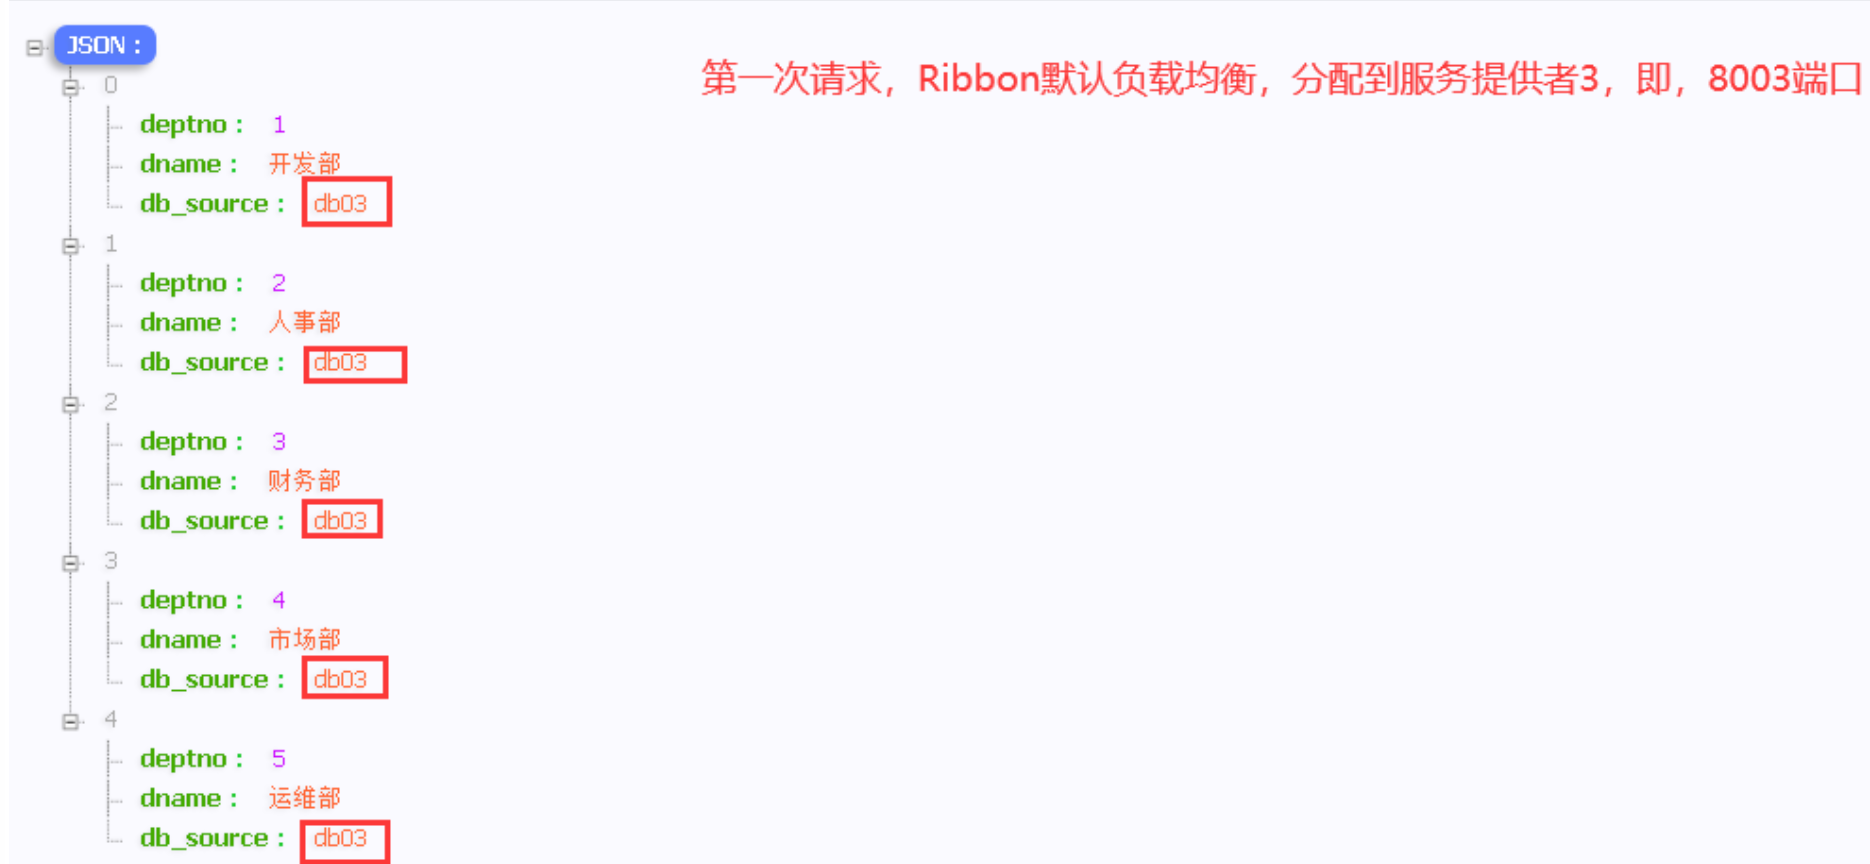 JSON :
第一次请求，Ribbon默认负载均衡，分配到服务提供者3，即，8003端口
0
deptno : 1
dname : 开发部
db_source : db03
1
deptno : 2
dname : 人事部
db_source : db03
2
deptno : 3
dname : 财务部
db_source : db03
3
deptno : 4
dname : 市场部
db_source : db03
4
deptno : 5
dname : 运维部
db_source : db03